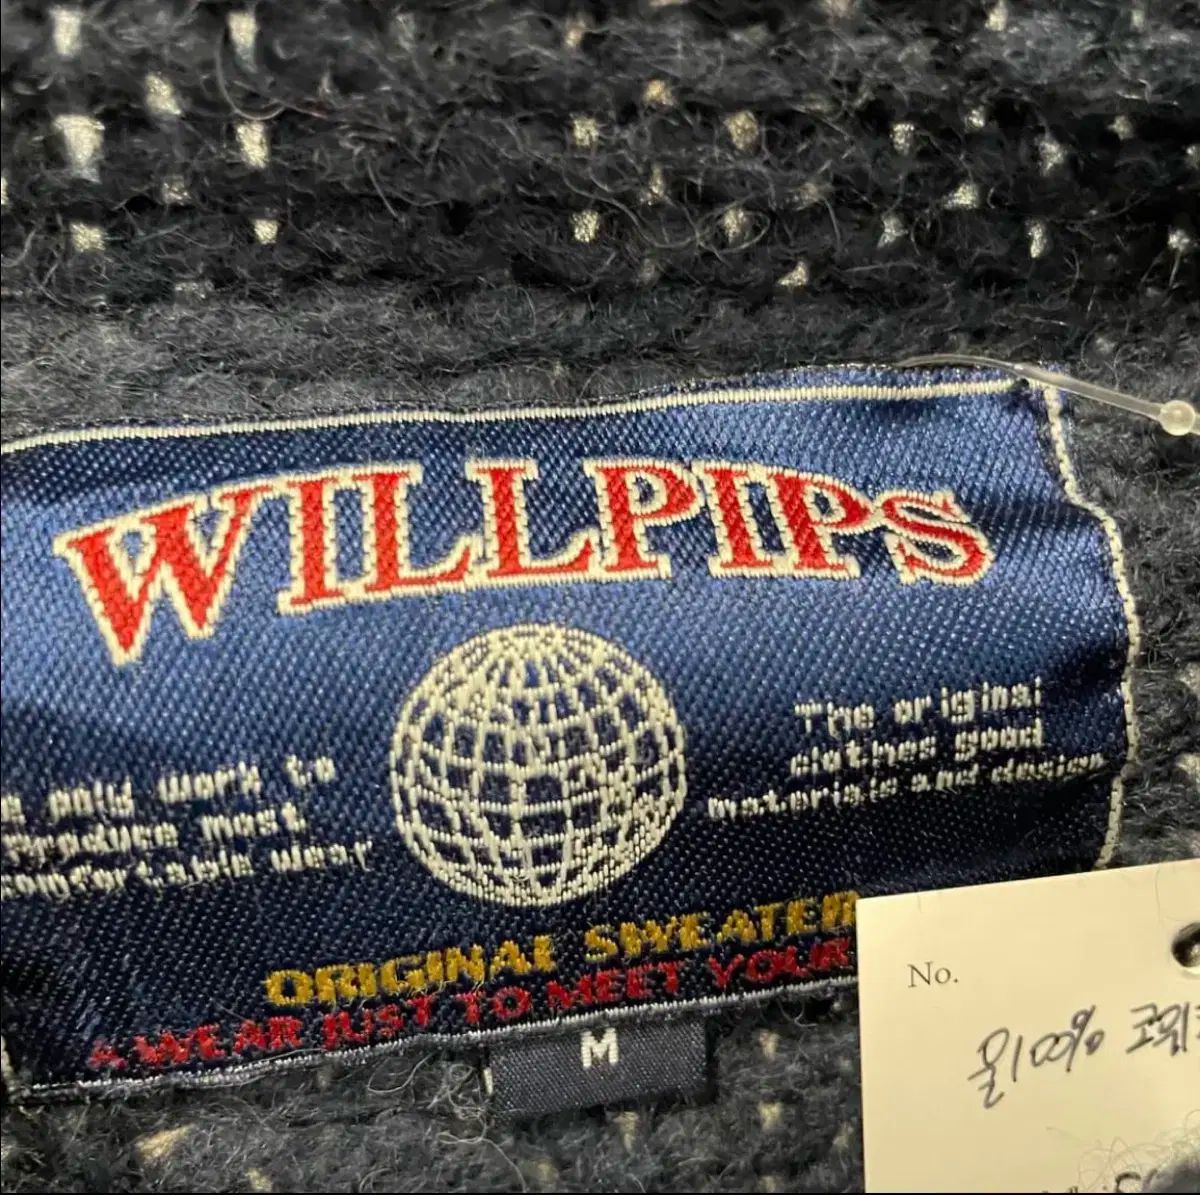 WILLPIPS
only work to
produce most
comfortable wear
The original
clothes good
materials and design
ORIGINAL SWEATER
A WEAR JUST TO MEET YOUR
M
No.
울100%